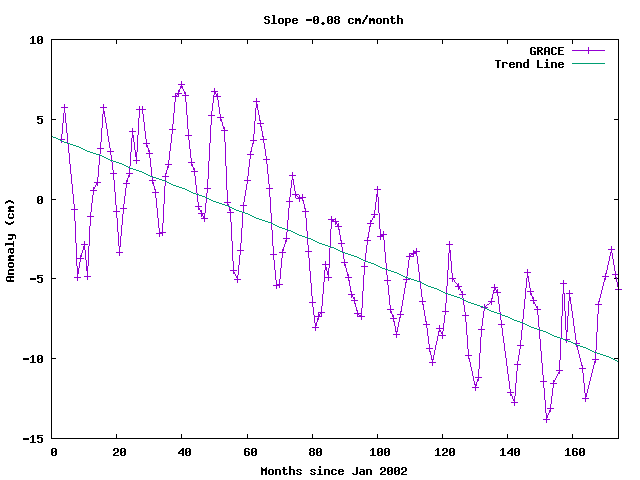 Slope -0.08 cm/month
GRACE
Trend Line
10
5
0
-5
-10
-15
Anomaly (cm)
0 20 40 60 80 100 120 140 160
Months since Jan 2002